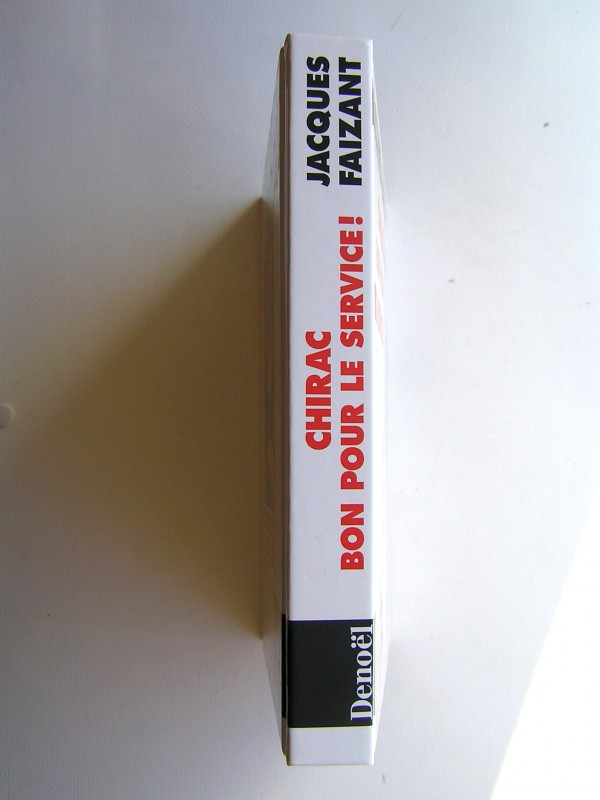 JACQUES
FAIZANT
CHIRAC
BON POUR LE SERVICE!
Denoël